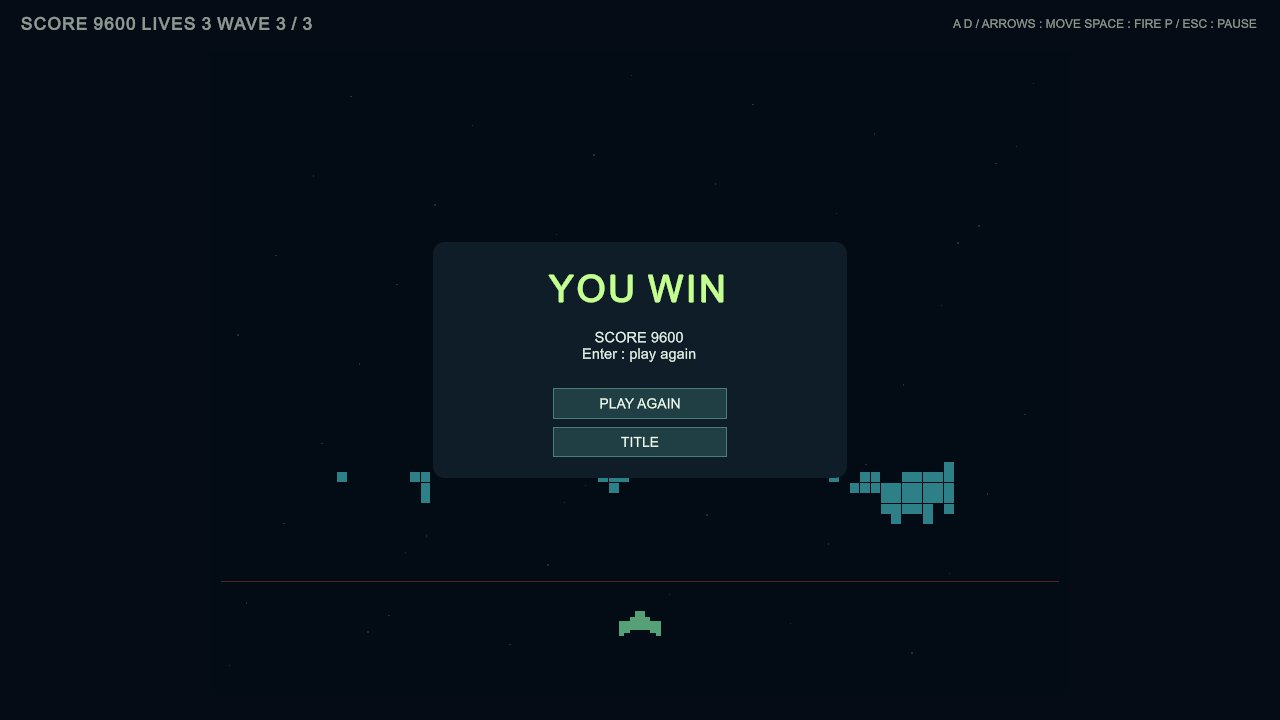 SCORE 9600 LIVES 3 WAVE 3 / 3
A D / ARROWS : MOVE SPACE : FIRE P / ESC : PAUSE
YOU WIN
SCORE 9600
Enter : play again
PLAY AGAIN
TITLE